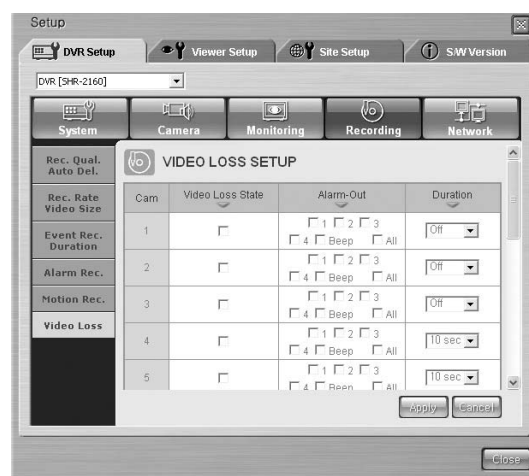 Setup
DVR Setup Viewer Setup Site Setup S/W Version
DVR [SHR-2160]
System Camera Monitoring Recording Network
Rec. Qual.
Auto Del.
Rec. Rate
Video Size
Event Rec.
Duration
Alarm Rec.
Motion Rec.
Video Loss
VIDEO LOSS SETUP
Cam Video Loss State Alarm-Out Duration
1 1 2 3 Off
4 Beep All
2 1 2 3 Off
4 Beep All
3 1 2 3 Off
4 Beep All
4 1 2 3 10 sec
4 Beep All
5 1 2 3 10 sec
4 Beep All
Apply Cancel
Close